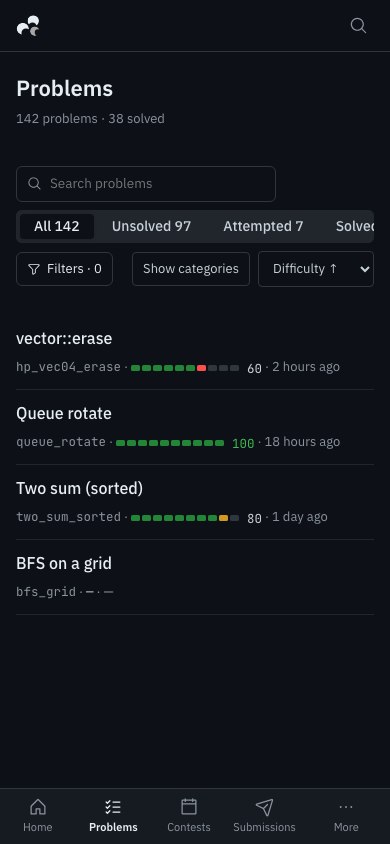 Problems
142 problems · 38 solved
Search problems
All 142 Unsolved 97 Attempted 7 Solved
Filters · 0 Show categories Difficulty ↑
vector::erase
hp_vec04_erase · 60 · 2 hours ago
Queue rotate
queue_rotate · 100 · 18 hours ago
Two sum (sorted)
two_sum_sorted · 80 · 1 day ago
BFS on a grid
bfs_grid · — · —
Home Problems Contests Submissions More